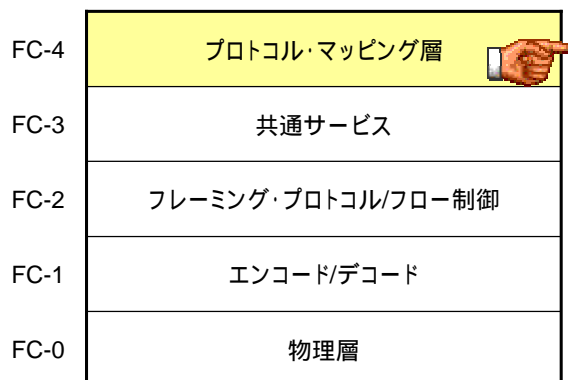 FC-4 プロトコル・マッピング層
FC-3 共通サービス
FC-2 フレーミング・プロトコル/フロー制御
FC-1 エンコード/デコード
FC-0 物理層